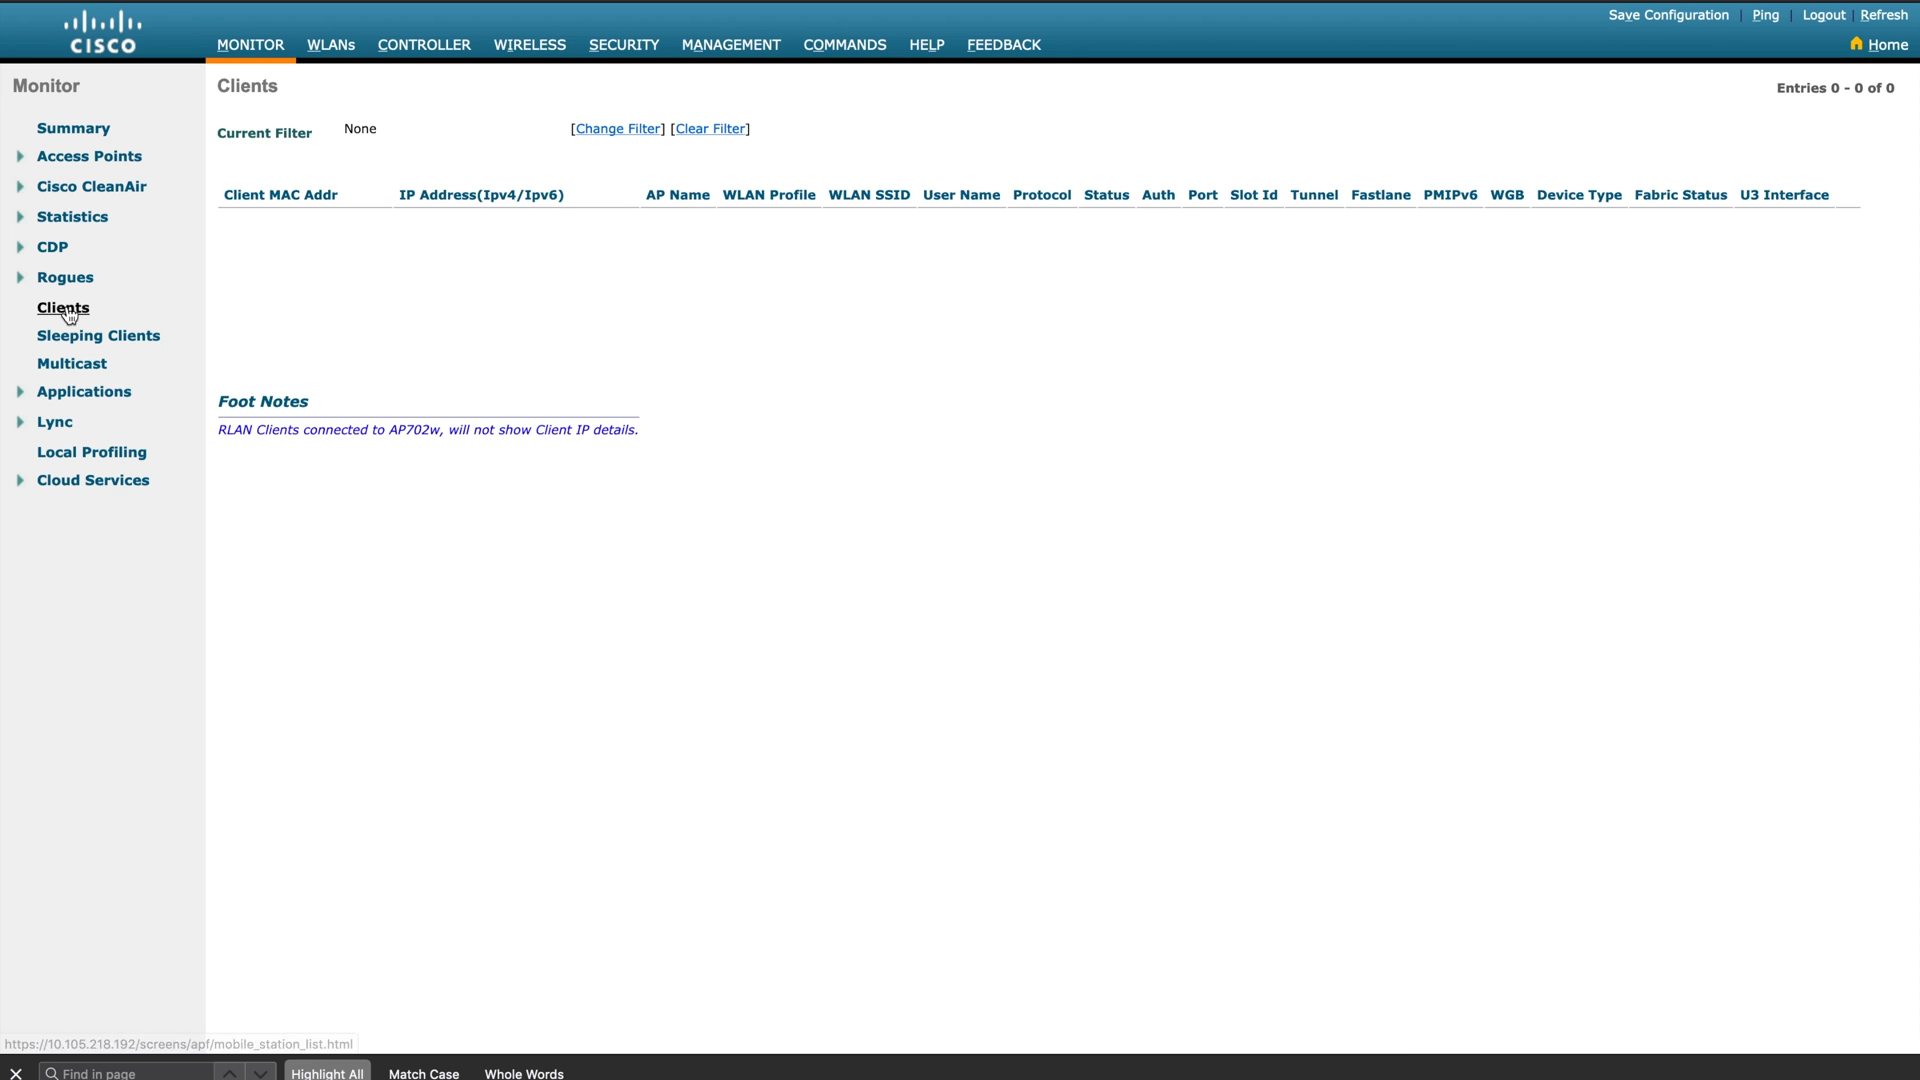 CISCO
MONITOR WLANs CONTROLLER WIRELESS SECURITY MANAGEMENT COMMANDS HELP FEEDBACK
Save Configuration | Ping | Logout | Refresh
Home
Monitor
Summary
Access Points
Cisco CleanAir
Statistics
CDP
Rogues
Clients
Sleeping Clients
Multicast
Applications
Lync
Local Profiling
Cloud Services
Clients
Entries 0 - 0 of 0
Current Filter None [Change Filter] [Clear Filter]
Client MAC Addr IP Address(Ipv4/Ipv6) AP Name WLAN Profile WLAN SSID User Name Protocol Status Auth Port Slot Id Tunnel Fastlane PMIPv6 WGB Device Type Fabric Status U3 Interface
Foot Notes
RLAN Clients connected to AP702w, will not show Client IP details.
https://10.105.218.192/screens/apf/mobile_station_list.html
Find in page Highlight All Match Case Whole Words